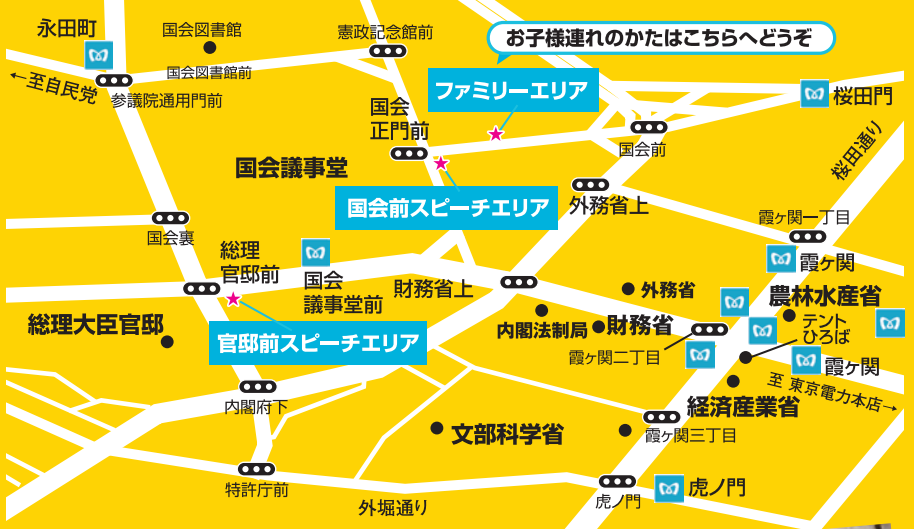 永田町
国会図書館
憲政記念館前
お子様連れのかたはこちらへどうぞ
国会図書館前
←至自民党
参議院通用門前
ファミリーエリア
桜田門
国会
正門前
国会前
桜田通り
国会議事堂
国会前スピーチエリア
外務省上
霞ヶ関一丁目
国会裏
総理
官邸前
国会
議事堂前
霞ヶ関
財務省上
外務省
農林水産省
総理大臣官邸
官邸前スピーチエリア
内閣法制局
財務省
テント
ひろば
霞ヶ関二丁目
霞ヶ関
至 東京電力本店→
内閣府下
経済産業省
文部科学省
霞ヶ関三丁目
特許庁前
外堀通り
虎ノ門
虎ノ門